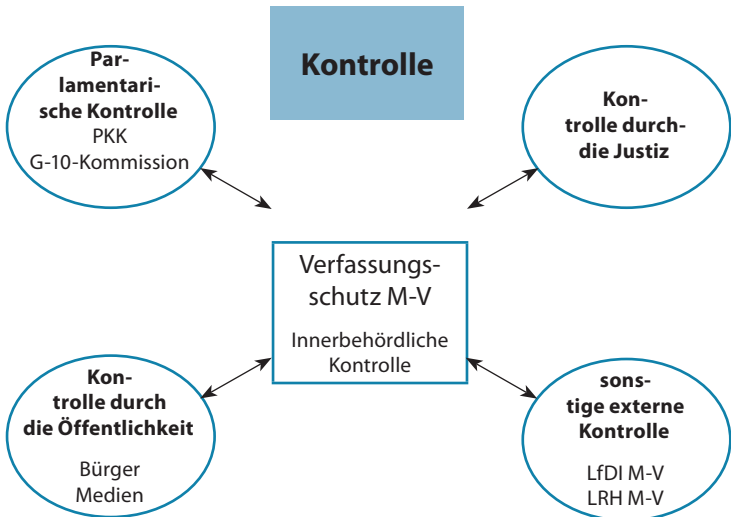 Kontrolle
Par-
lamentari-
sche Kontrolle
PKK
G-10-Kommission
Kon-
trolle durch-
die Justiz
Verfassungs-
schutz M-V
Innerbehördliche
Kontrolle
Kon-
trolle durch
die Öffentlichkeit
Bürger
Medien
sons-
tige externe
Kontrolle
LfDI M-V
LRH M-V